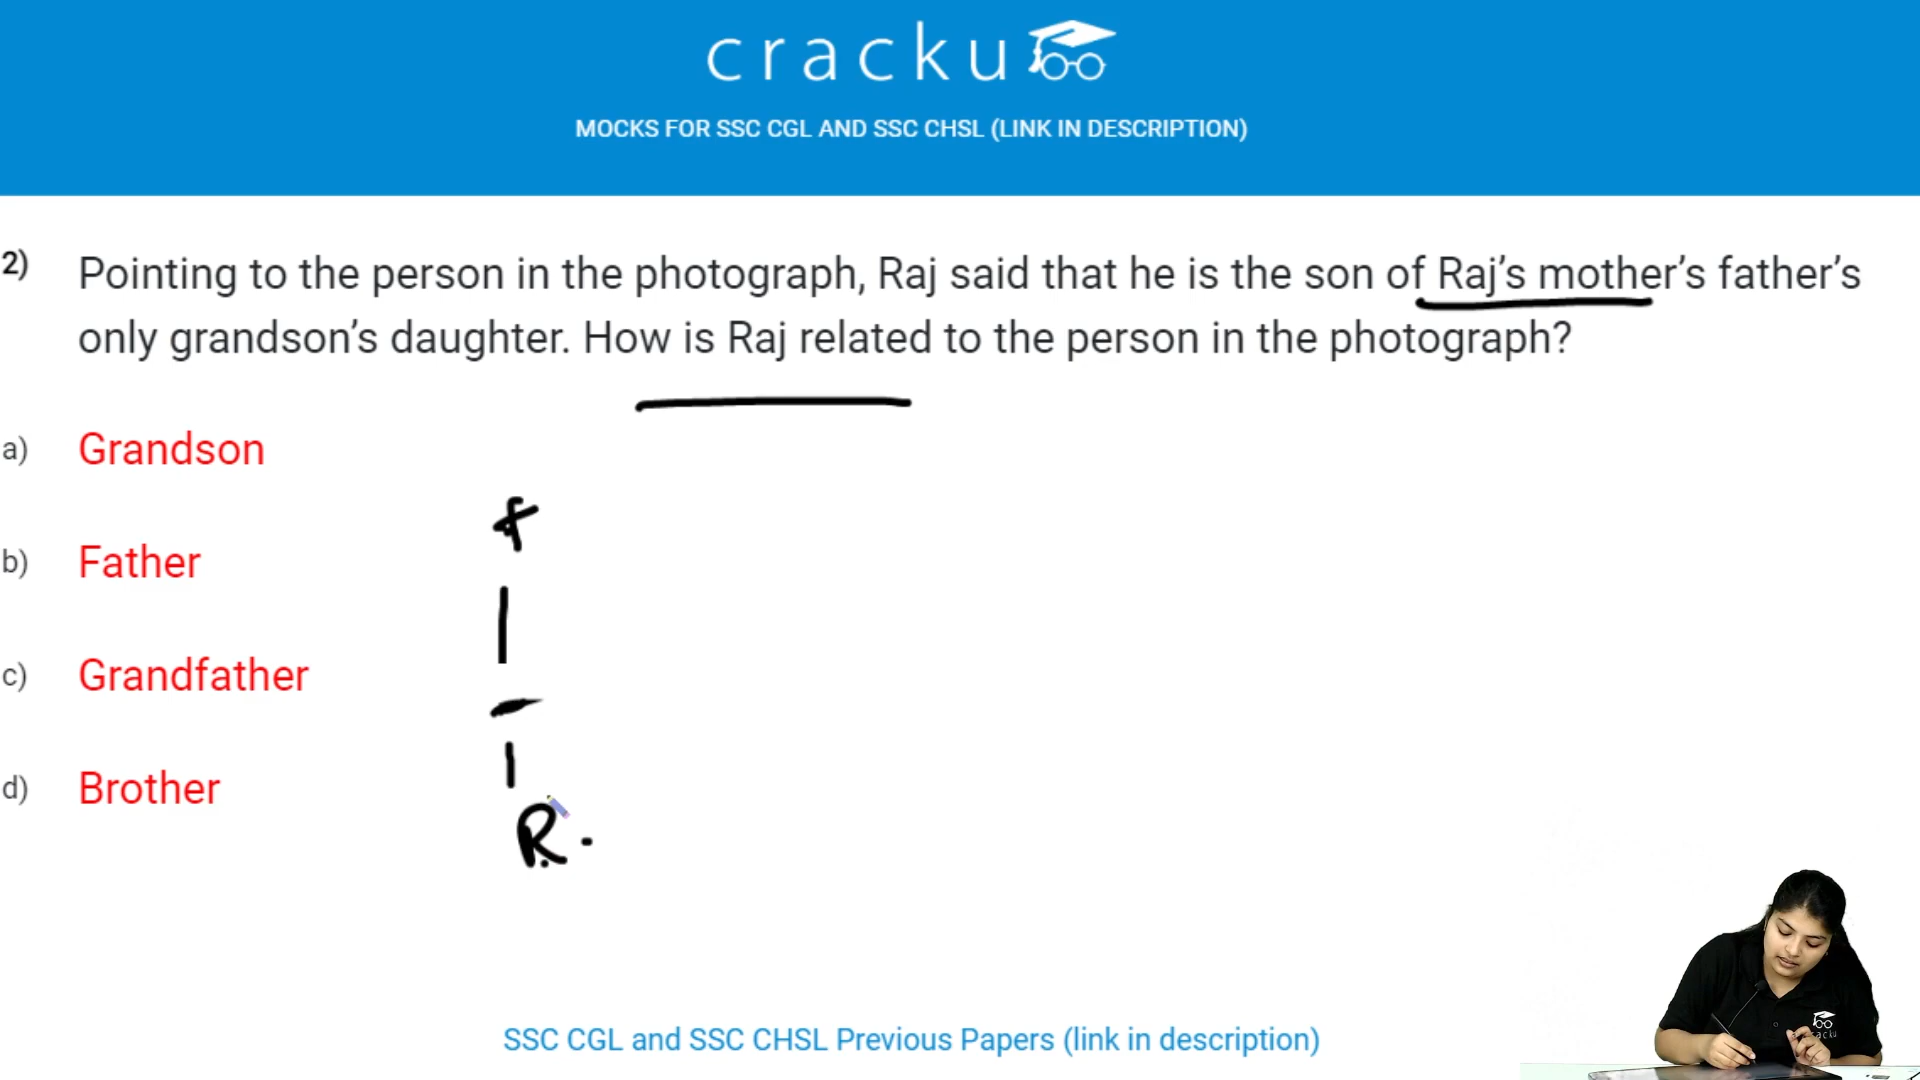 cracku
MOCKS FOR SSC CGL AND SSC CHSL (LINK IN DESCRIPTION)
2) Pointing to the person in the photograph, Raj said that he is the son of Raj’s mother’s father’s
only grandson’s daughter. How is Raj related to the person in the photograph?
a) Grandson
b) Father
c) Grandfather
d) Brother
+
-
R.
SSC CGL and SSC CHSL Previous Papers (link in description)
cracku